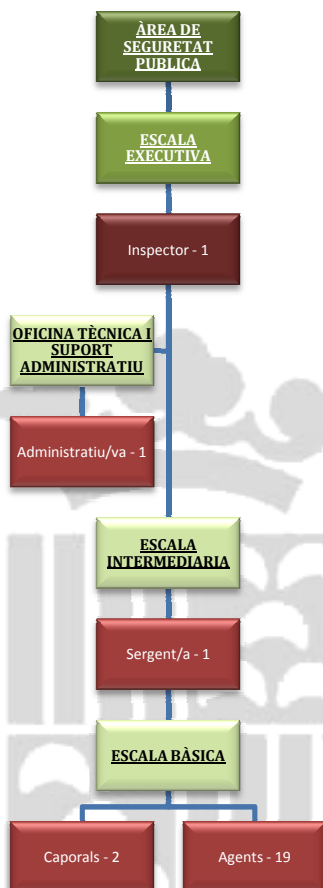 ÀREA DE
SEGURETAT
PUBLICA
ESCALA
EXECUTIVA
Inspector - 1
OFICINA TÈCNICA I
SUPORT
ADMINISTRATIU
Administratiu/va - 1
ESCALA
INTERMEDIARIA
Sergent/a - 1
ESCALA BÀSICA
Caporals - 2
Agents - 19